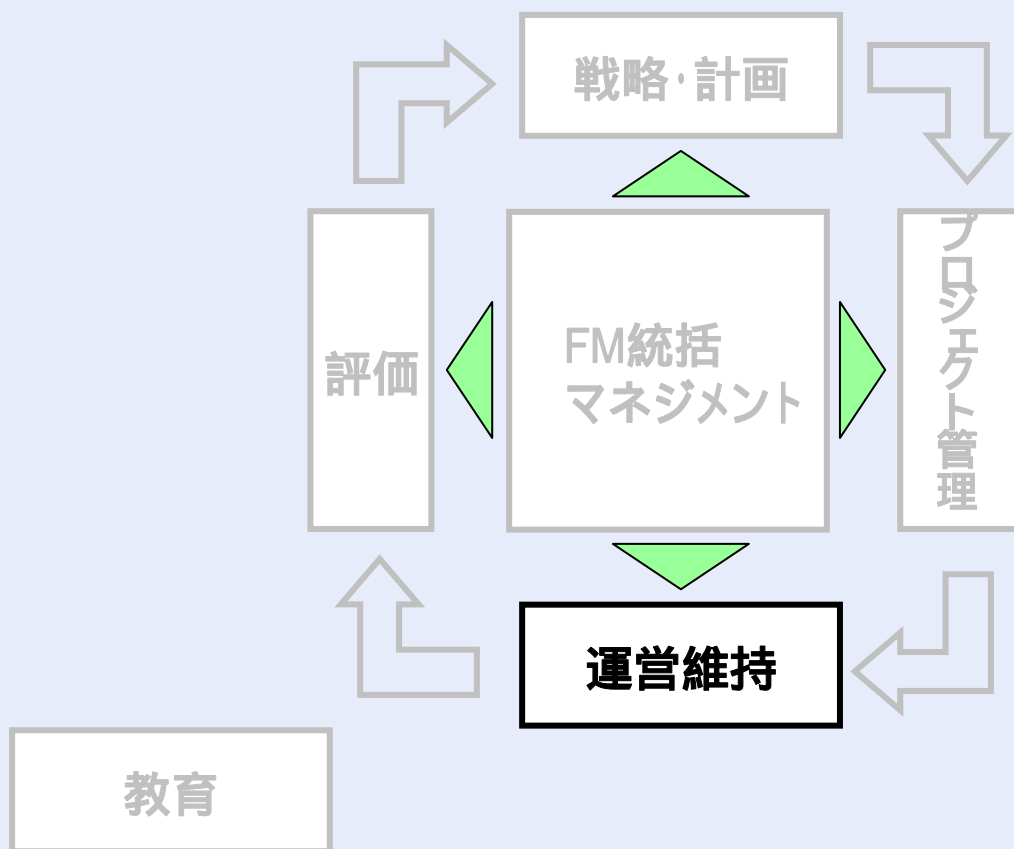 戦略・計画
評価
FM統括
マネジメント
プロジェクト管理
運営維持
教育